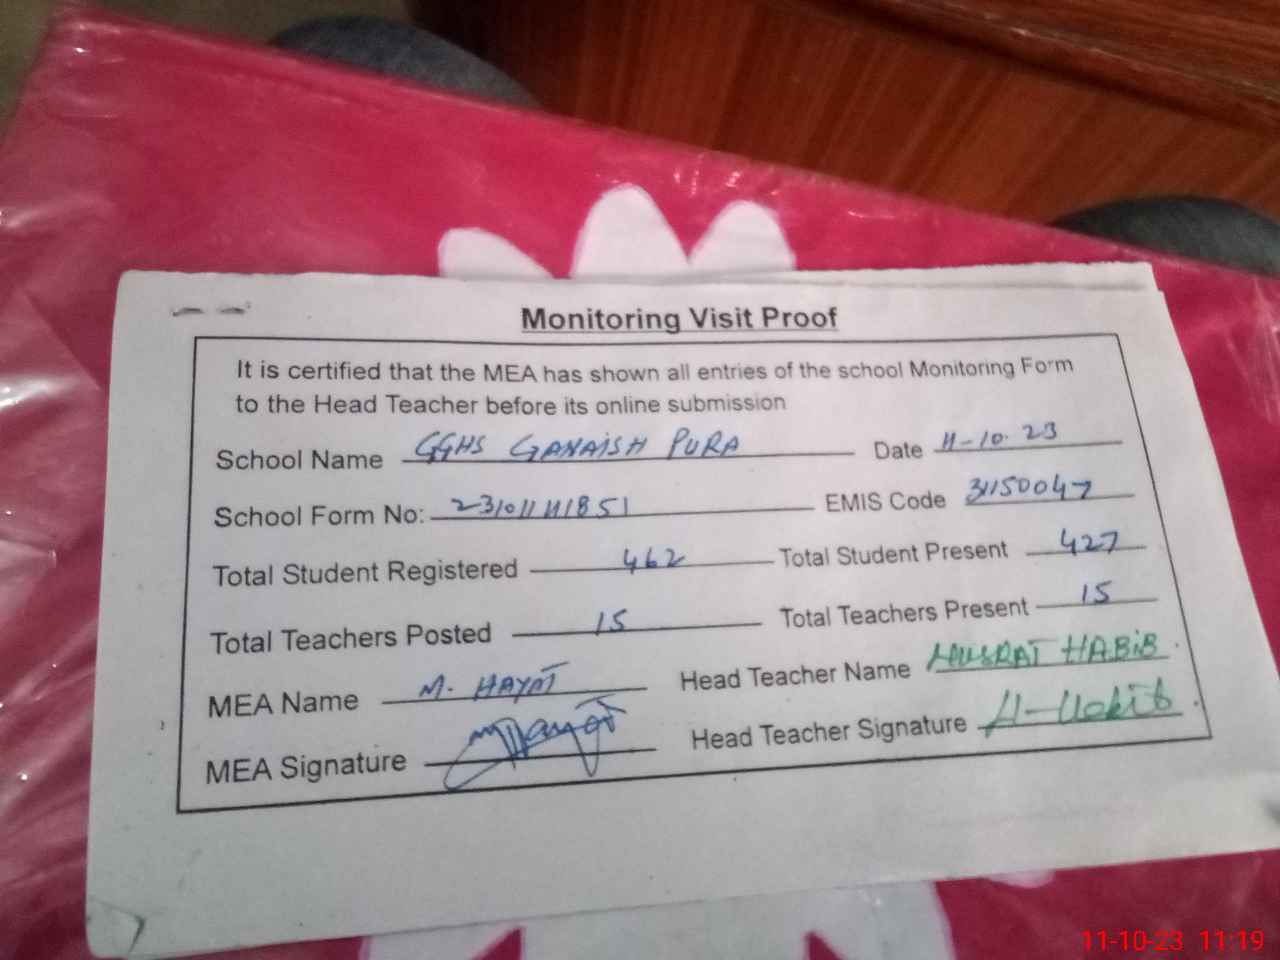 Monitoring Visit Proof
It is certified that the MEA has shown all entries of the school Monitoring Form
to the Head Teacher before its online submission
School Name GGHS GANAISH PURA Date 11-10-23
School Form No: 23101111851 EMIS Code 31150047
Total Student Registered 462 Total Student Present 427
Total Teachers Posted 15 Total Teachers Present 15
MEA Name M. HAYAT Head Teacher Name NUSRAT HABIB
MEA Signature Head Teacher Signature
11-10-23 11:19